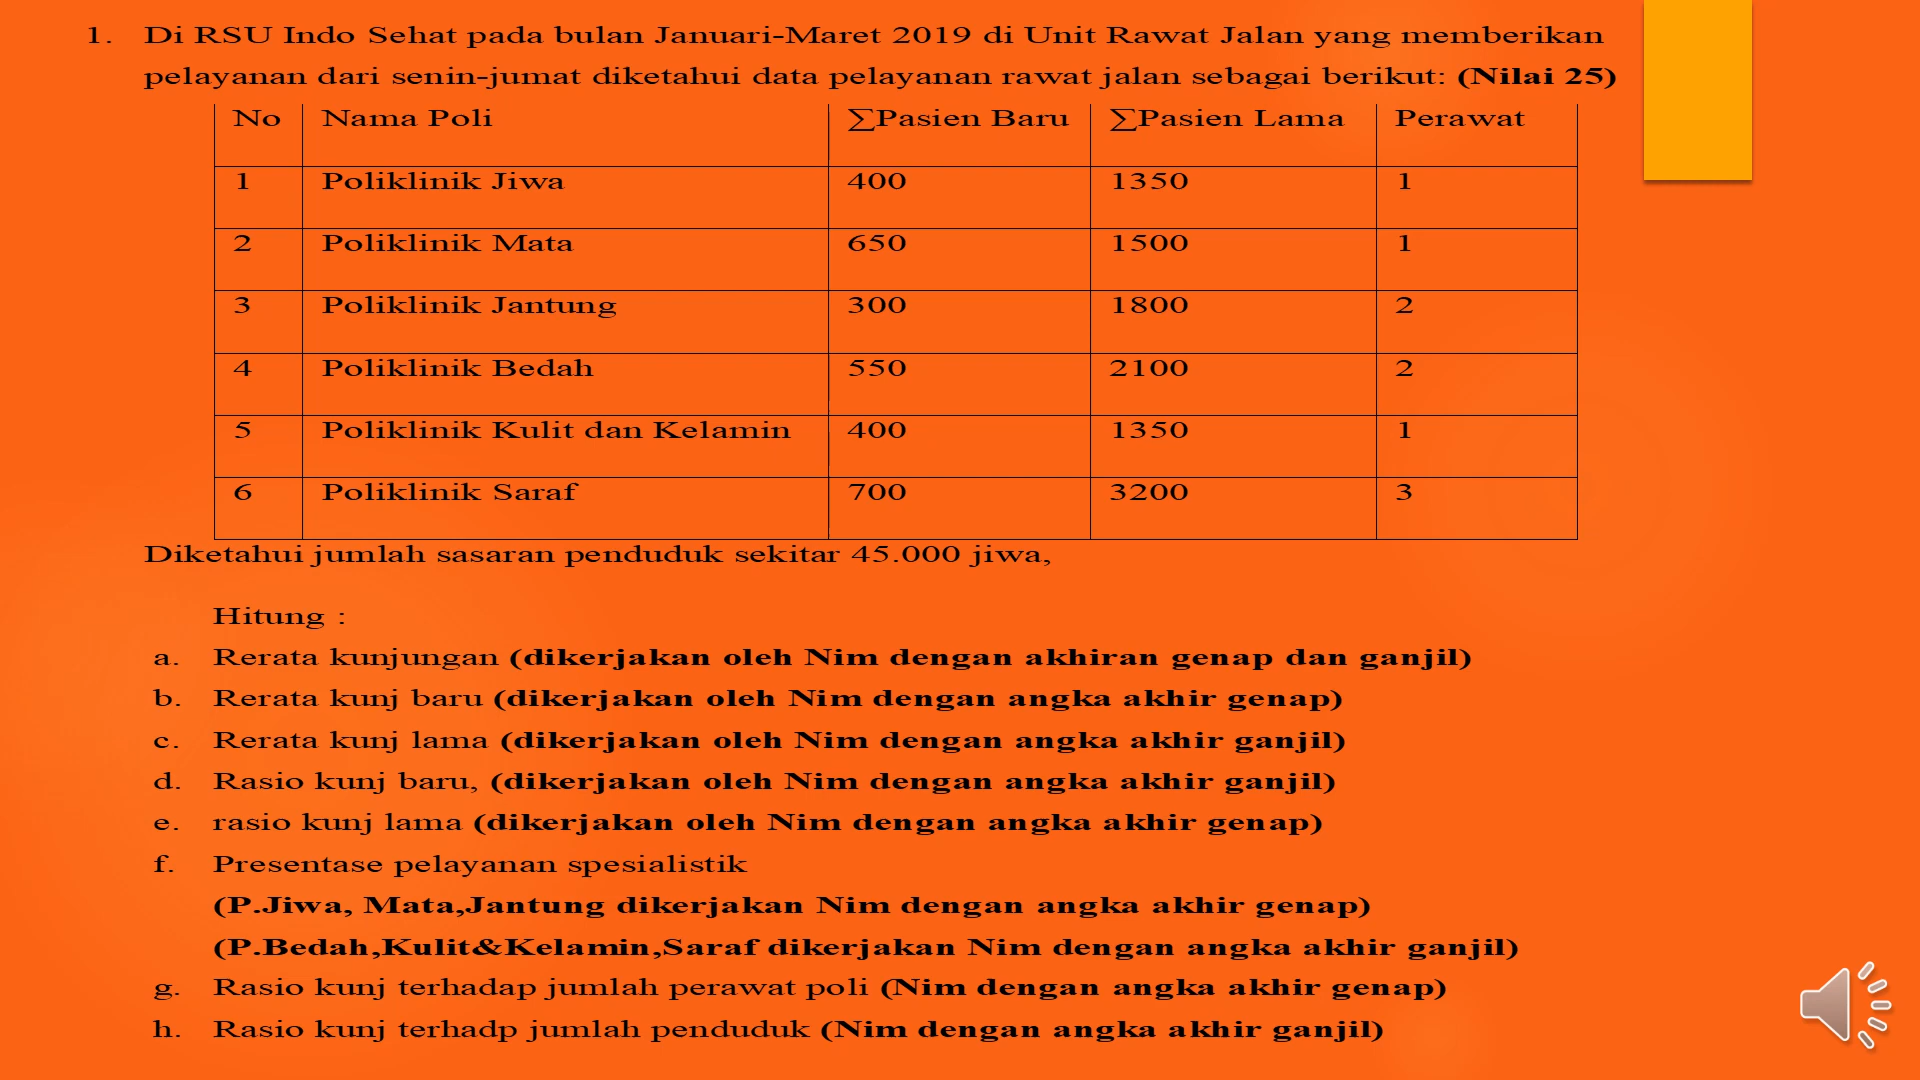 1. Di RSU Indo Sehat pada bulan Januari-Maret 2019 di Unit Rawat Jalan yang memberikan
pelayanan dari senin-jumat diketahui data pelayanan rawat jalan sebagai berikut: (Nilai 25)
No Nama Poli ∑Pasien Baru ∑Pasien Lama Perawat
1 Poliklinik Jiwa 400 1350 1
2 Poliklinik Mata 650 1500 1
3 Poliklinik Jantung 300 1800 2
4 Poliklinik Bedah 550 2100 2
5 Poliklinik Kulit dan Kelamin 400 1350 1
6 Poliklinik Saraf 700 3200 3
Diketahui jumlah sasaran penduduk sekitar 45.000 jiwa,
Hitung :
a. Rerata kunjungan (dikerjakan oleh Nim dengan akhiran genap dan ganjil)
b. Rerata kunj baru (dikerjakan oleh Nim dengan angka akhir genap)
c. Rerata kunj lama (dikerjakan oleh Nim dengan angka akhir ganjil)
d. Rasio kunj baru, (dikerjakan oleh Nim dengan angka akhir ganjil)
e. rasio kunj lama (dikerjakan oleh Nim dengan angka akhir genap)
f. Presentase pelayanan spesialistik
(P.Jiwa, Mata,Jantung dikerjakan Nim dengan angka akhir genap)
(P.Bedah,Kulit&Kelamin,Saraf dikerjakan Nim dengan angka akhir ganjil)
g. Rasio kunj terhadap jumlah perawat poli (Nim dengan angka akhir genap)
h. Rasio kunj terhadp jumlah penduduk (Nim dengan angka akhir ganjil)